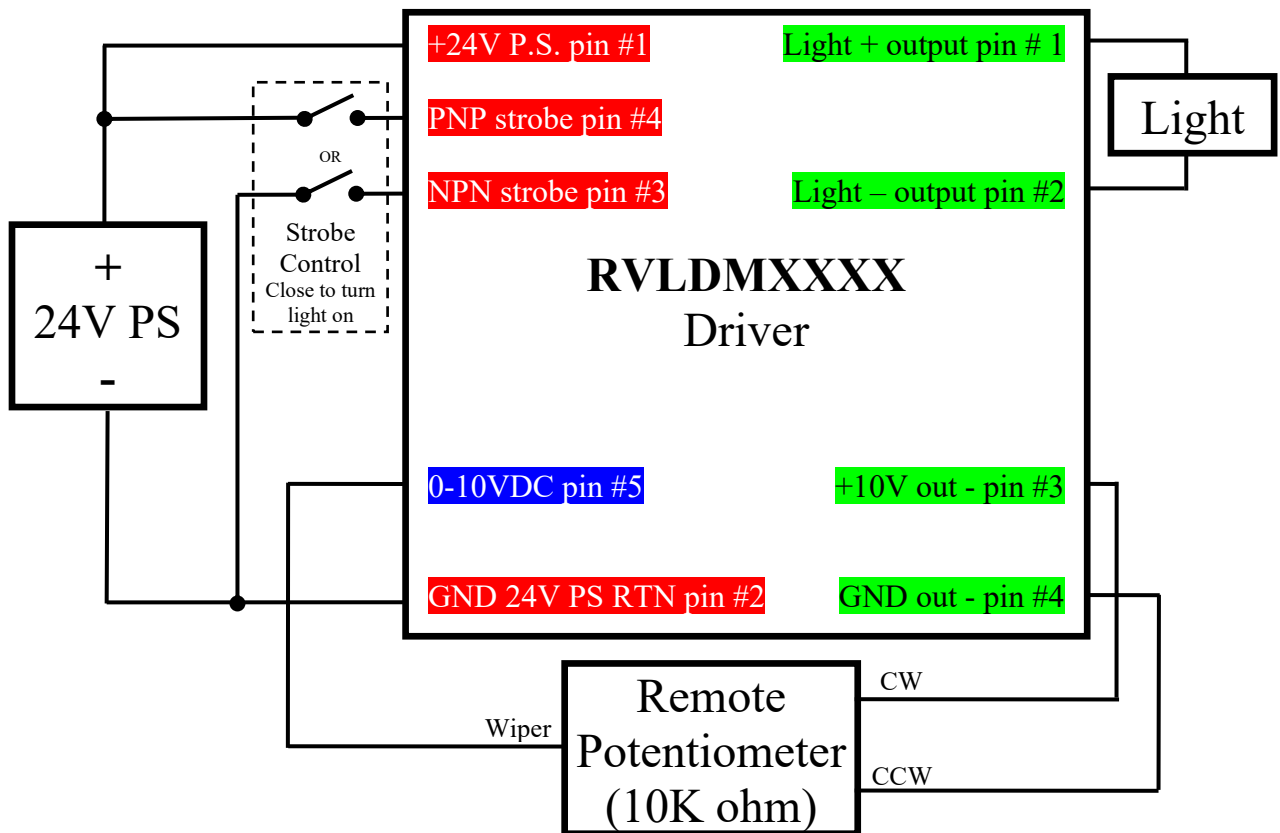 +24V P.S. pin #1
Light + output pin # 1
PNP strobe pin #4
Light
OR
NPN strobe pin #3
Light – output pin #2
Strobe
Control
Close to turn
light on
+
24V PS
-
RVLDMXXXX
Driver
0-10VDC pin #5
+10V out - pin #3
GND 24V PS RTN pin #2
GND out - pin #4
Remote
Potentiometer
(10K ohm)
CW
Wiper
CCW